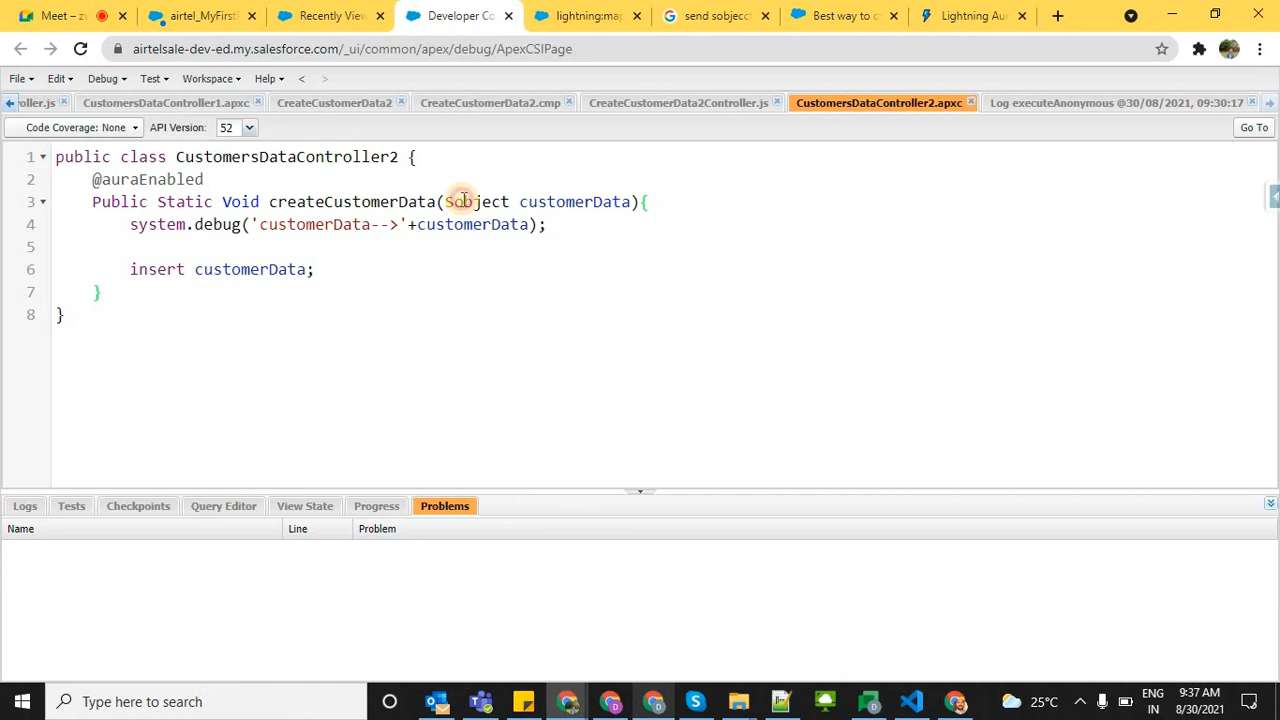 Meet – zv
airtel_MyFirst
Recently View
Developer Co
lightning:map
send sobject
Best way to c
Lightning Aur
airtelsale-dev-ed.my.salesforce.com/_ui/common/apex/debug/ApexCSIPage
File Edit Debug Test Workspace Help < >
roller.js CustomersDataController1.apxc CreateCustomerData2 CreateCustomerData2.cmp CreateCustomerData2Controller.js CustomersDataController2.apxc Log executeAnonymous @30/08/2021, 09:30:17
Code Coverage: None API Version: 52 Go To
1 public class CustomersDataController2 {
2 @auraEnabled
3 Public Static Void createCustomerData(Sobject customerData){
4 system.debug('customerData-->'+customerData);
5
6 insert customerData;
7 }
8 }
Logs Tests Checkpoints Query Editor View State Progress Problems
Name Line Problem
Type here to search
25°C
ENG
IN
9:37 AM
8/30/2021